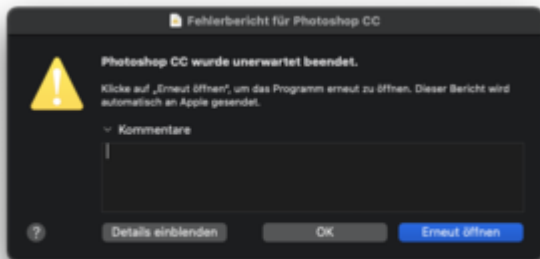 Fehlerbericht für Photoshop CC
Photoshop CC wurde unerwartet beendet.
Klicke auf „Erneut öffnen“, um das Programm erneut zu öffnen. Dieser Bericht wird
automatisch an Apple gesendet.
Kommentare
?
Details einblenden
OK
Erneut öffnen